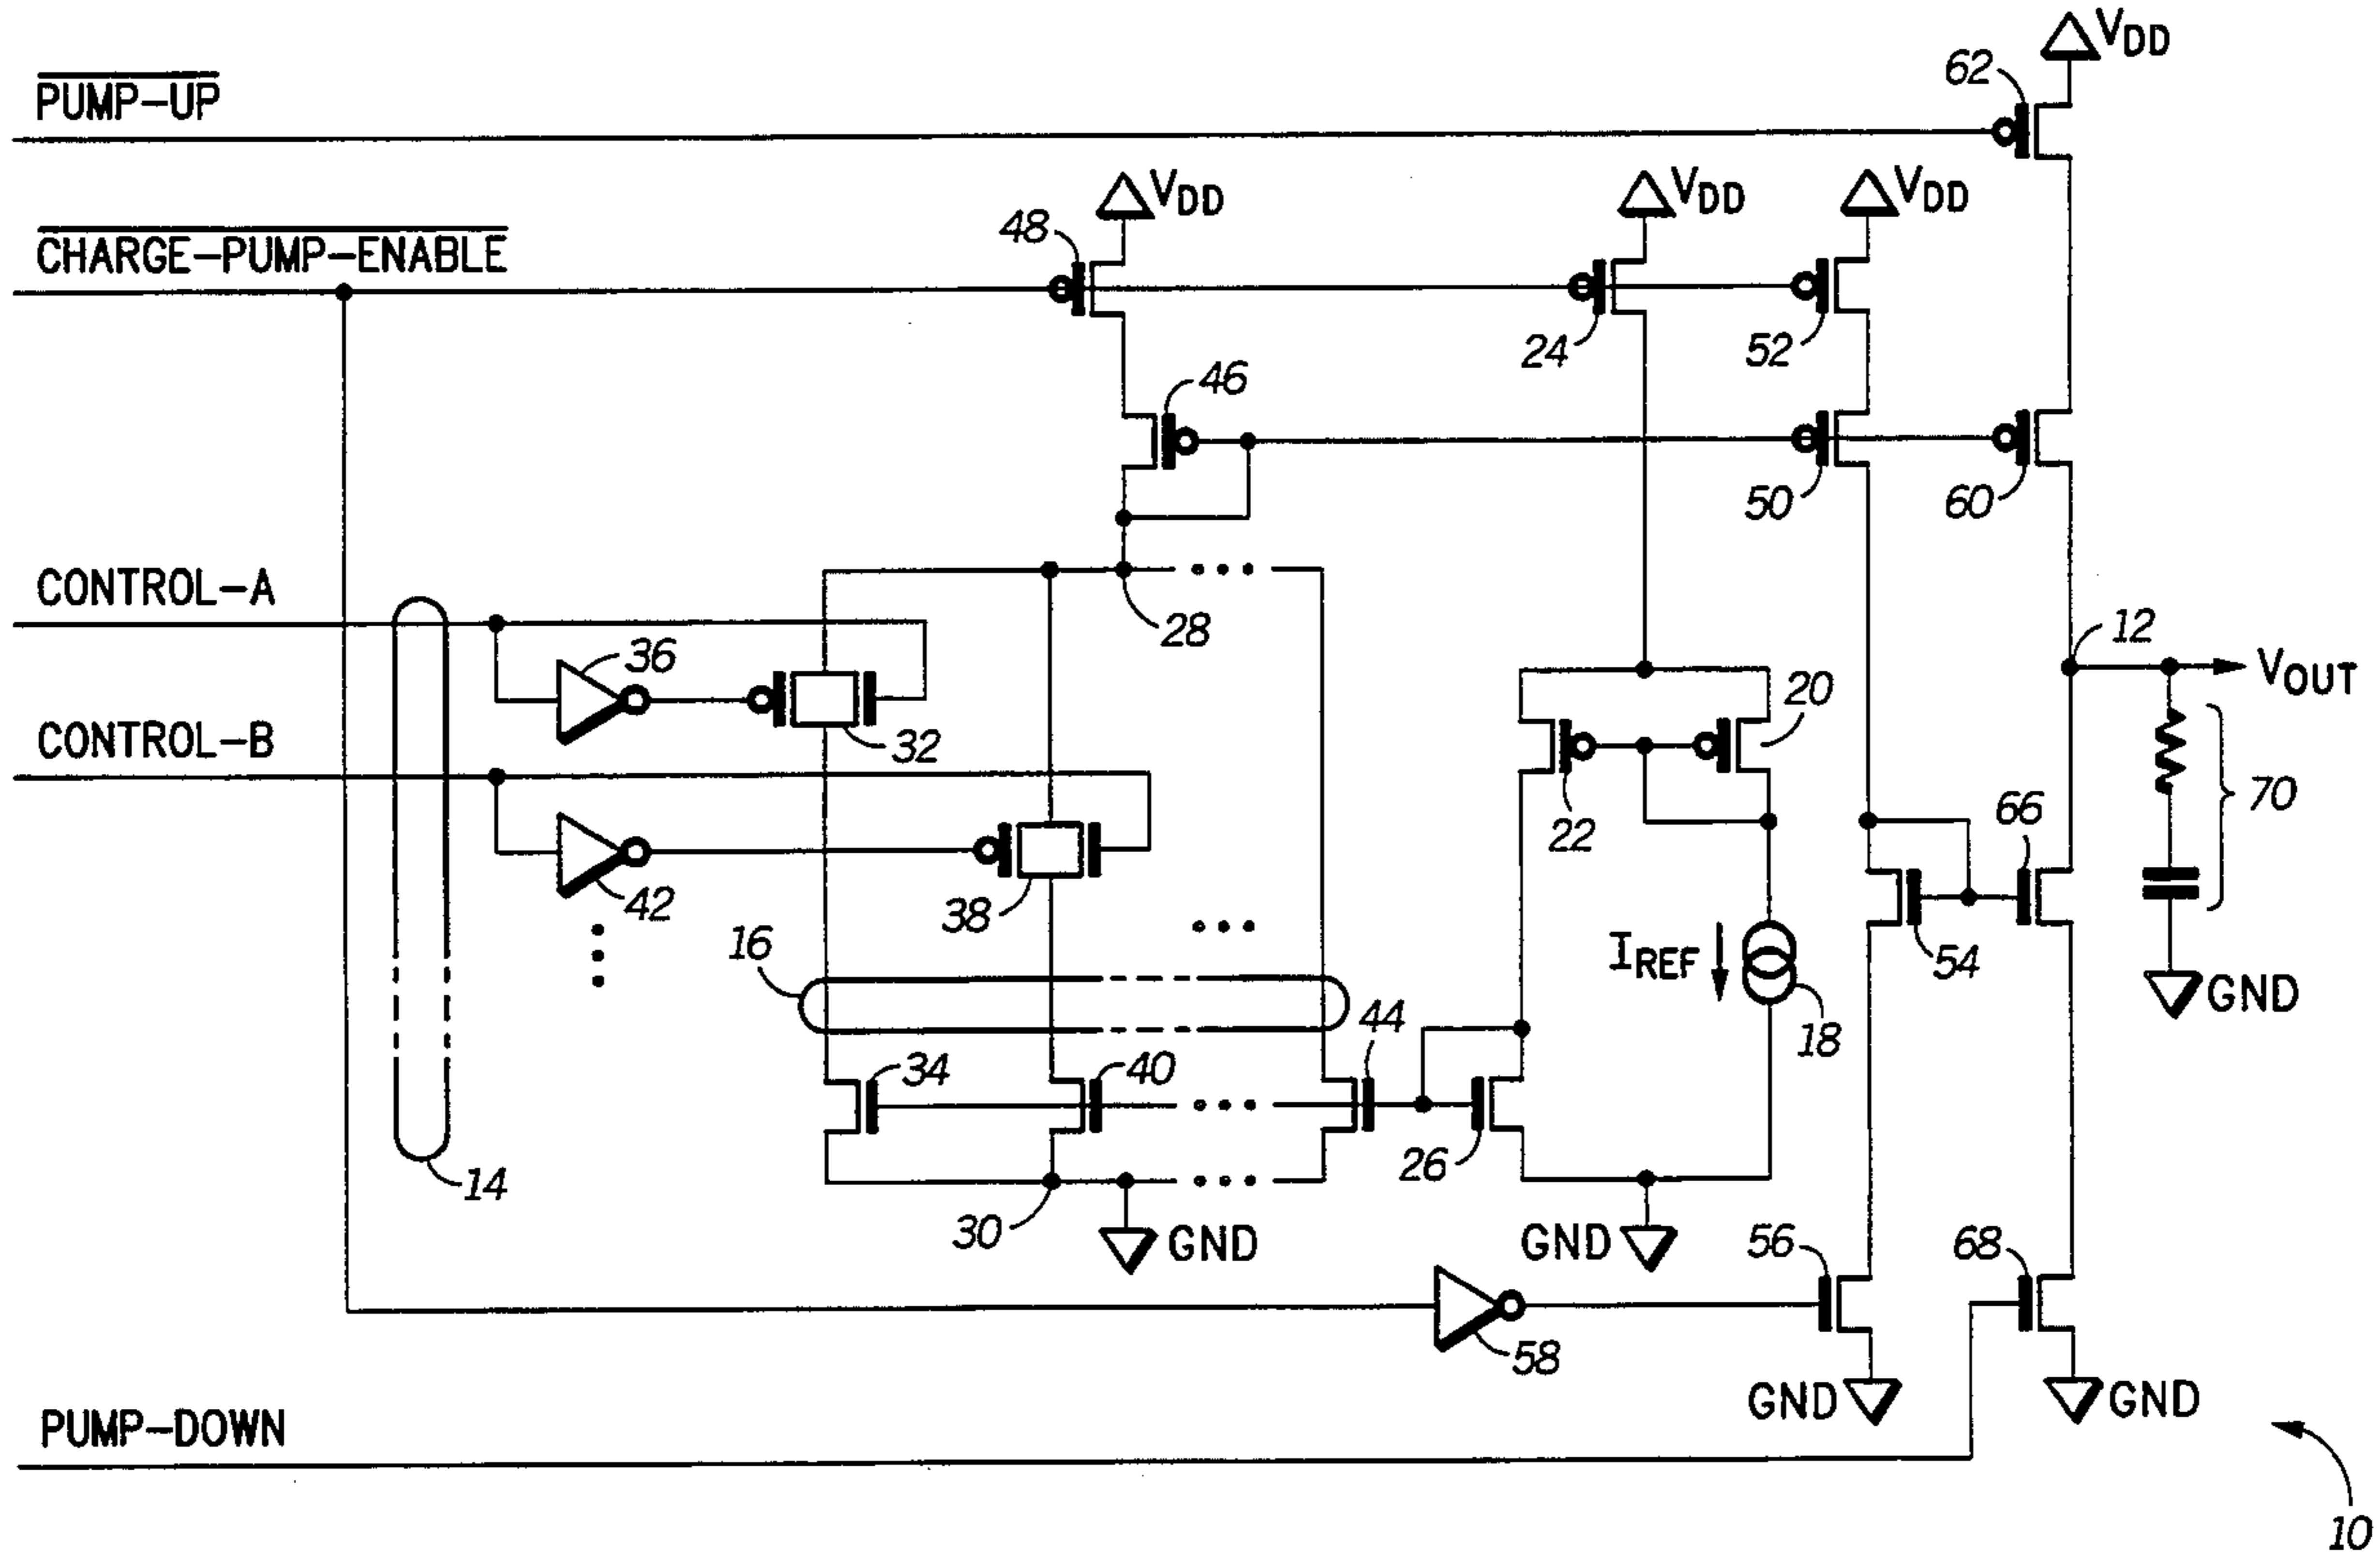 VDD
62
PUMP-UP
VDD
VDD
VDD
48
CHARGE-PUMP-ENABLE
24
52
46
50
60
CONTROL-A
28
12
36
VOUT
20
CONTROL-B
32
70
22
66
42
38
16
IREF
54
GND
44
18
34
40
26
14
30
GND
GND
56
68
58
GND
GND
PUMP-DOWN
10